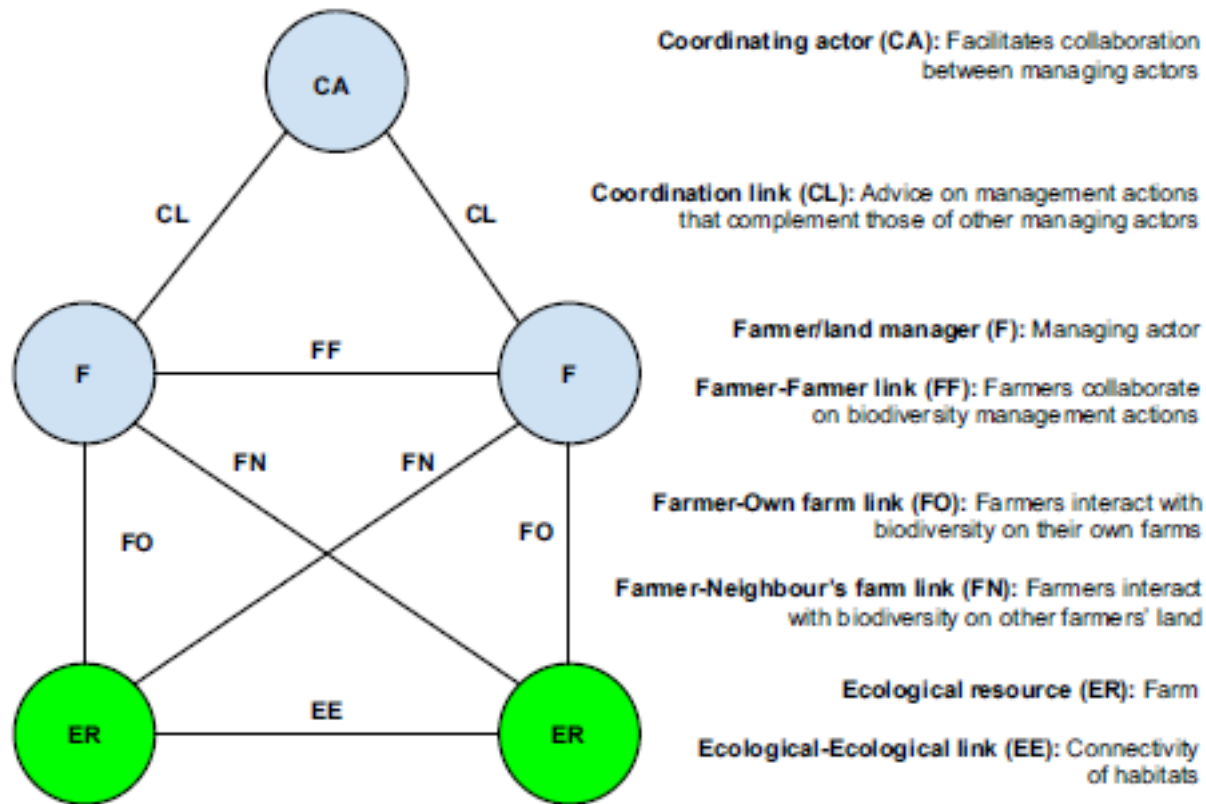 CA
CL
CL
F
FF
F
FN
FN
FO
FO
ER
EE
ER
Coordinating actor (CA): Facilitates collaboration
between managing actors
Coordination link (CL): Advice on management actions
that complement those of other managing actors
Farmer/land manager (F): Managing actor
Farmer-Farmer link (FF): Farmers collaborate
on biodiversity management actions
Farmer-Own farm link (FO): Farmers interact with
biodiversity on their own farms
Farmer-Neighbour's farm link (FN): Farmers interact
with biodiversity on other farmers' land
Ecological resource (ER): Farm
Ecological-Ecological link (EE): Connectivity
of habitats